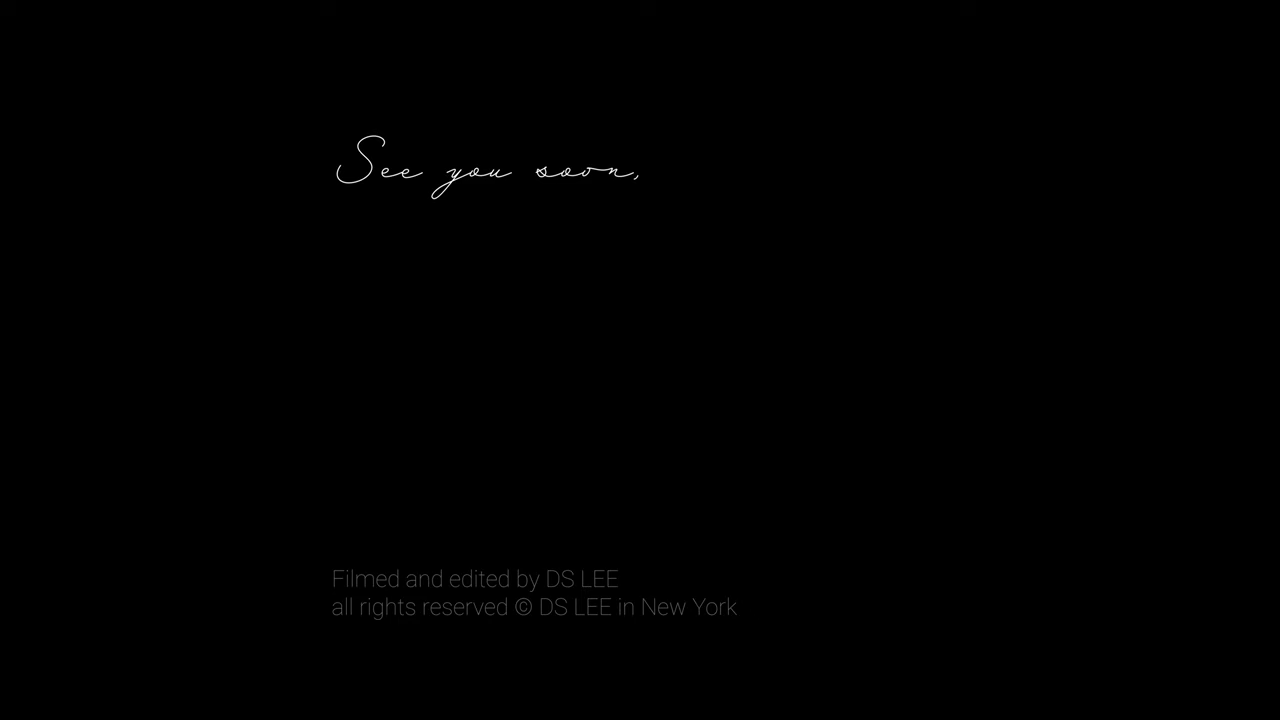 See you soon,
Filmed and edited by DS LEE
all rights reserved © DS LEE in New York